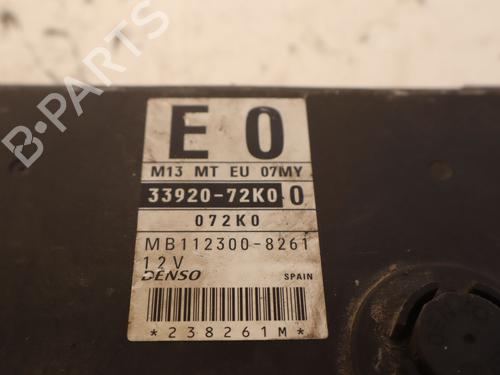 E 0
M13 MT EU 07MY
33920-72K0 0
072K0
MB112300-8261
12V
DENSO SPAIN
*238261M*
B-PARTS